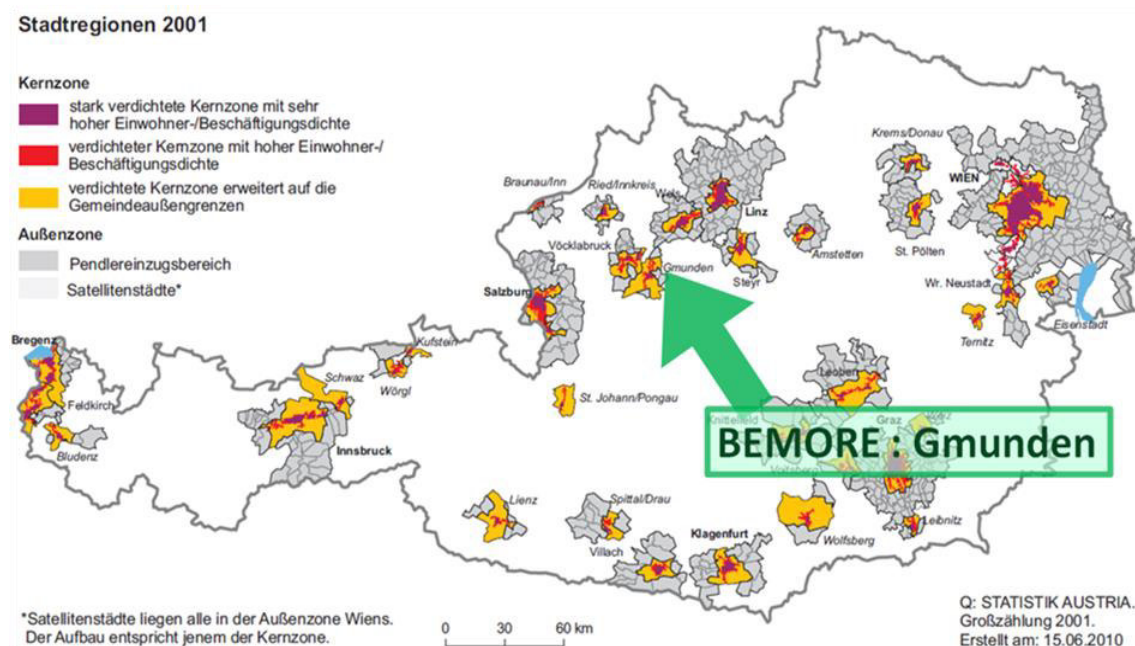 Stadtregionen 2001
Kernzone
stark verdichtete Kernzone mit sehr
hoher Einwohner-/Beschäftigungsdichte
verdichteter Kernzone mit hoher Einwohner-/
Beschäftigungsdichte
verdichtete Kernzone erweitert auf die
Gemeindeaußengrenzen
Außenzone
Pendlereinzugsbereich
Satellitenstädte*
Krems/Donau
WIEN
Braunau/Inn
Ried/Innkreis
Wels
Linz
Vöcklabruck
Amstetten
St. Pölten
Gmunden
Steyr
Wr. Neustadt
Salzburg
Eisenstadt
Ternitz
Bregenz
Kufstein
Schwaz
Wörgl
Leoben
Feldkirch
St. Johann/Pongau
Knittelfeld
Graz
Weiz
BEMORE : Gmunden
Bludenz
Innsbruck
Voitsberg
Lienz
Spittal/Drau
Leibnitz
Klagenfurt
Wolfsberg
Villach
*Satellitenstädte liegen alle in der Außenzone Wiens.
Der Aufbau entspricht jenem der Kernzone.
0 30 60 km
Q: STATISTIK AUSTRIA.
Großzählung 2001.
Erstellt am: 15.06.2010